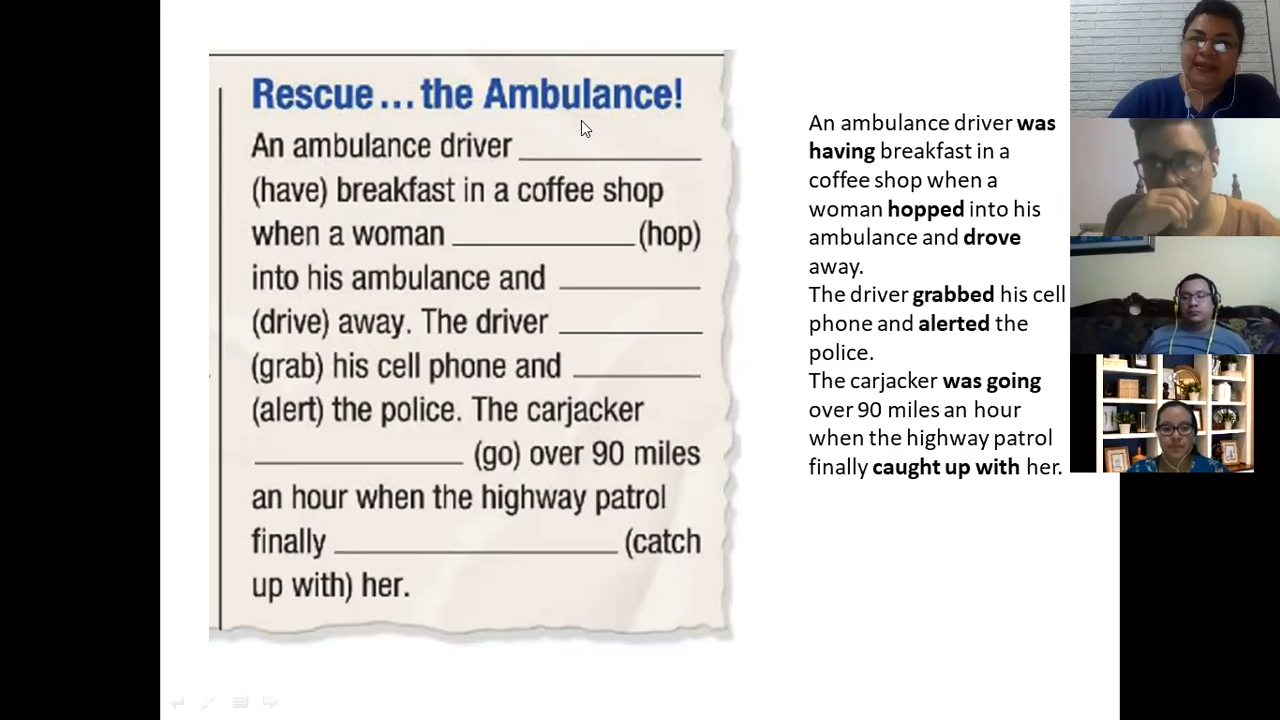 Rescue... the Ambulance!
An ambulance driver ______________
(have) breakfast in a coffee shop
when a woman ______________ (hop)
into his ambulance and ___________
(drive) away. The driver ___________
(grab) his cell phone and __________
(alert) the police. The carjacker
________________ (go) over 90 miles
an hour when the highway patrol
finally ______________________ (catch
up with) her.
An ambulance driver was
having breakfast in a
coffee shop when a
woman hopped into his
ambulance and drove
away.
The driver grabbed his cell
phone and alerted the
police.
The carjacker was going
over 90 miles an hour
when the highway patrol
finally caught up with her.